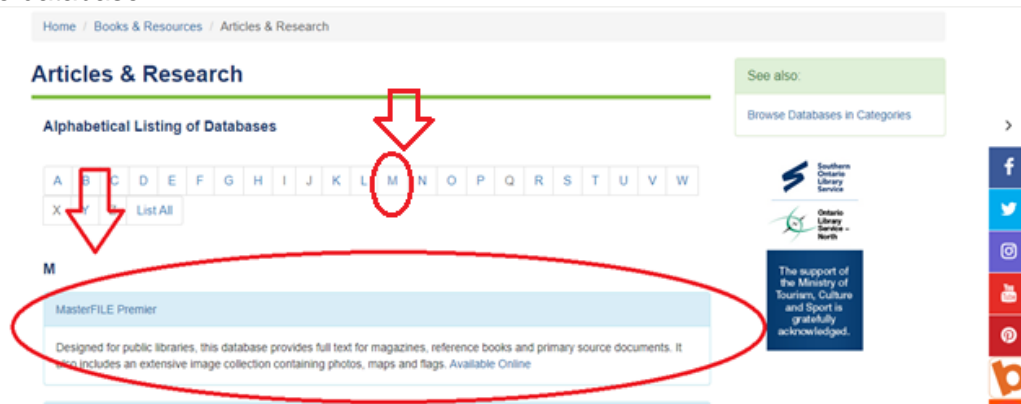 Home / Books & Resources / Articles & Research
Articles & Research
Alphabetical Listing of Databases
A B C D E F G H I J K L M N O P Q R S T U V W
X Y Z List All
M
MasterFILE Premier
Designed for public libraries, this database provides full text for magazines, reference books and primary source documents. It
also includes an extensive image collection containing photos, maps and flags. Available Online
See also:
Browse Databases in Categories
Southern
Ontario
Library
Service
Ontario
Library
Service –
North
The support of
the Ministry of
Tourism, Culture
and Sport is
gratefully
acknowledged.